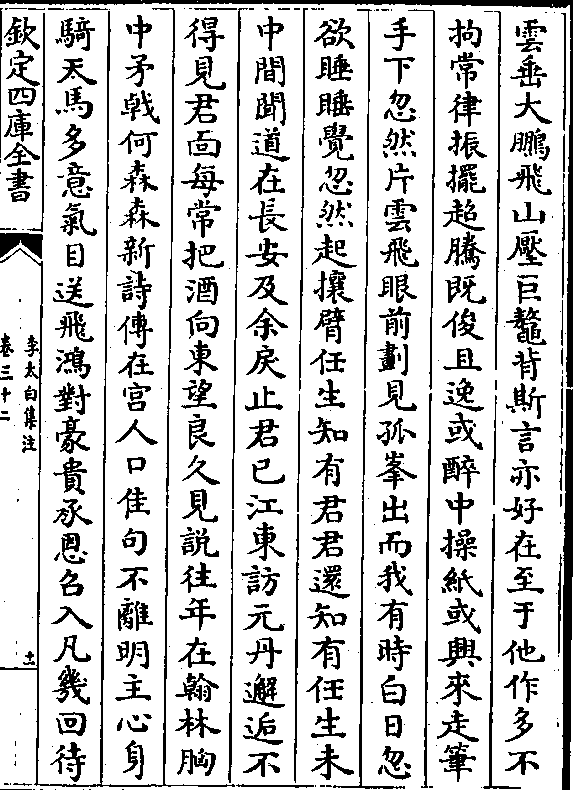 雲垂大鵬飛山壓巨鼇背斯言亦好在至于他作多不
拘常律振擺超騰既俊且逸或醉中操紙或興來走筆
手下忽然片雲飛眼前劃見孤峯出而我有時白日忽
欲睡睡覺忽然起攘臂任生知有君君還知有任生未
中間聞道在長安及余戾止君已江東訪元丹邂逅不
得見君靣每常把酒向東望良久見說往年在翰林胸
中矛㦸何森森新詩傳在宫人口佳句不離明主心身
騎天馬多意氣目送飛鴻對豪貴承恩召入凡幾回待
欽定四庫全書
李太白集注
卷三十二
十一